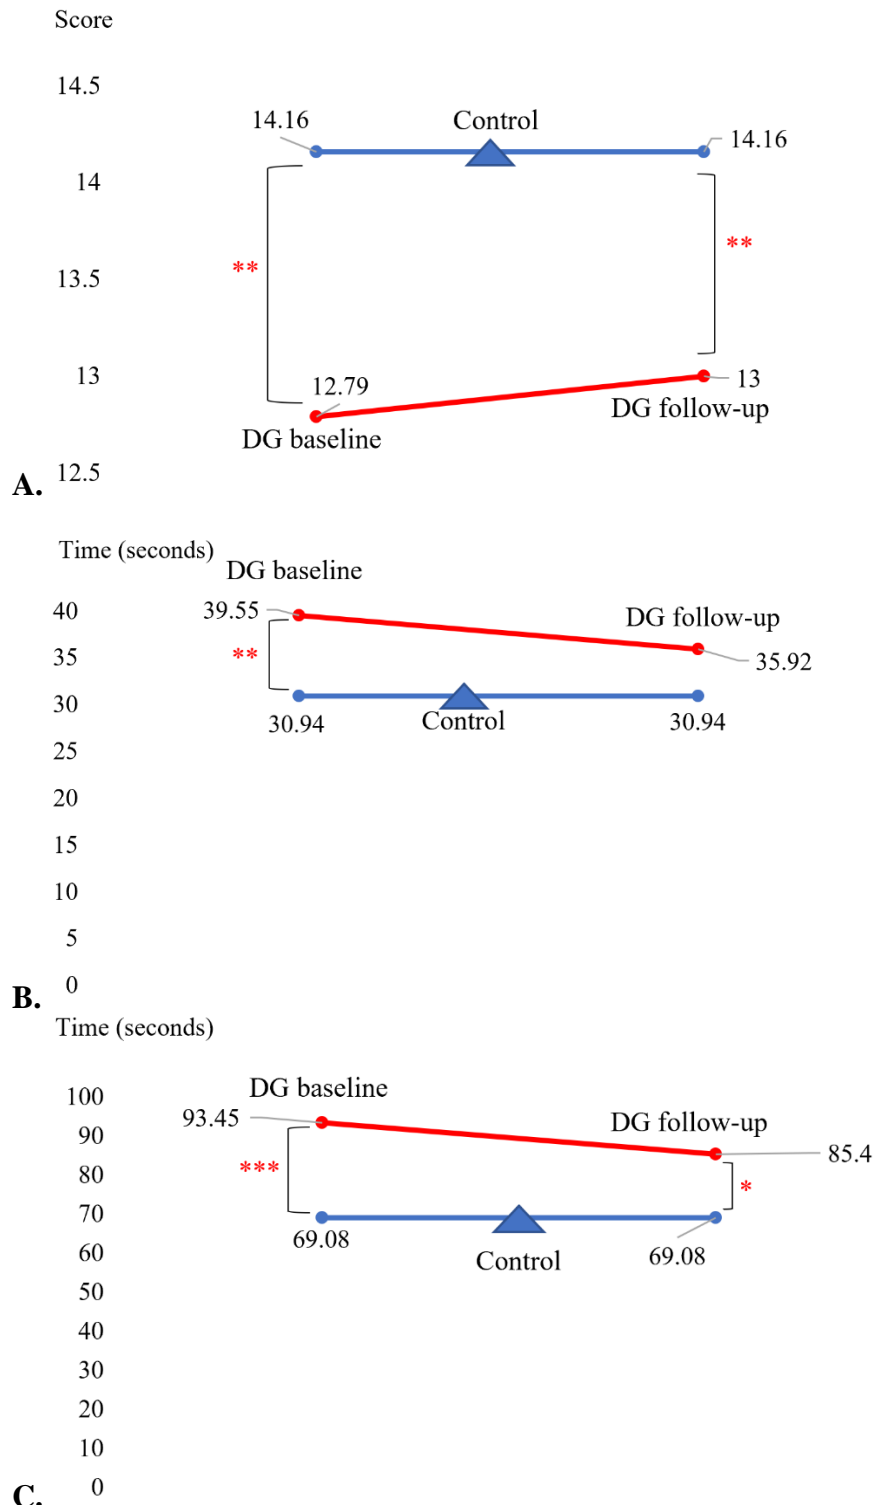 Score
14.5
14.16
Control
14.16
14
**
**
13.5
13
12.79
13
DG follow-up
DG baseline
12.5
A.
Time (seconds)
DG baseline
40
39.55
DG follow-up
35
**
35.92
30
30.94
Control
30.94
25
20
15
10
5
0
B.
Time (seconds)
100
DG baseline
93.45
DG follow-up
90
85.4
80
***
*
70
69.08
69.08
60
Control
50
40
30
20
10
0
C.